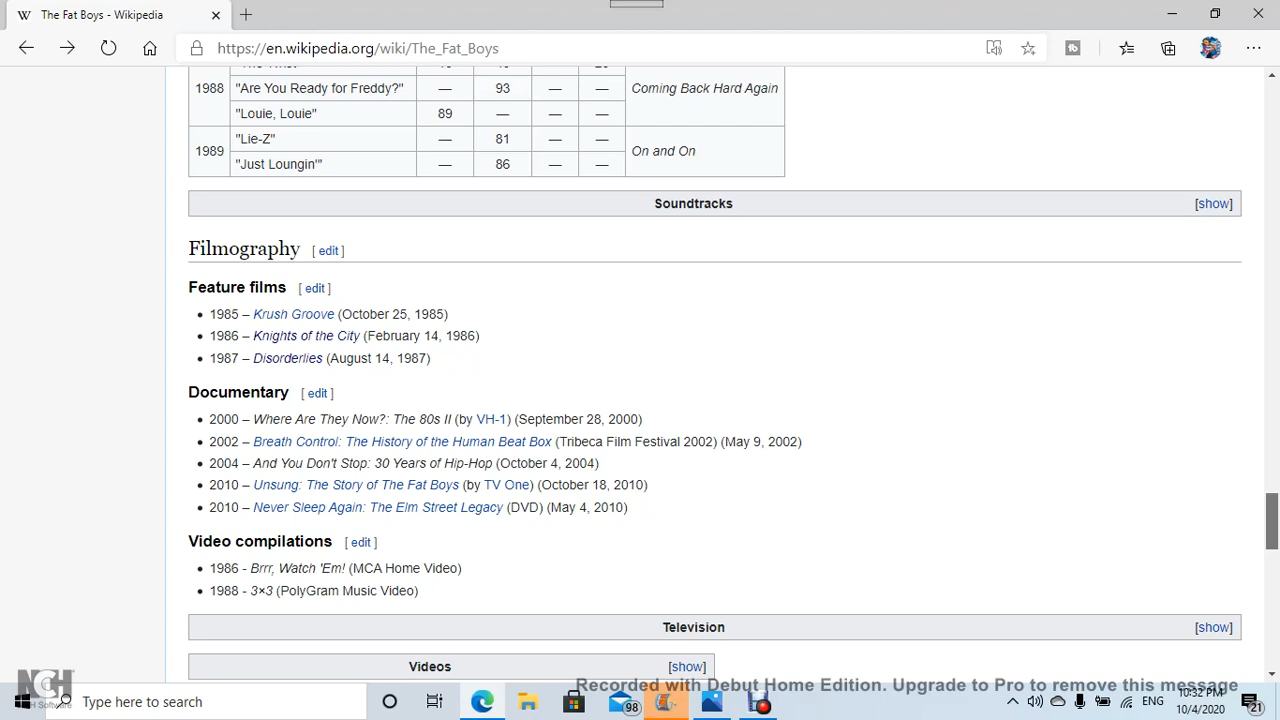 The Fat Boys - Wikipedia
https://en.wikipedia.org/wiki/The_Fat_Boys
1988 "Are You Ready for Freddy?" — 93 — — Coming Back Hard Again
"Louie, Louie" 89 — — —
1989 "Lie-Z" — 81 — — On and On
"Just Loungin'" — 86 — —
Soundtracks [show]
Filmography [ edit ]
Feature films [ edit ]
1985 – Krush Groove (October 25, 1985)
1986 – Knights of the City (February 14, 1986)
1987 – Disorderlies (August 14, 1987)
Documentary [ edit ]
2000 – Where Are They Now?: The 80s II (by VH-1) (September 28, 2000)
2002 – Breath Control: The History of the Human Beat Box (Tribeca Film Festival 2002) (May 9, 2002)
2004 – And You Don't Stop: 30 Years of Hip-Hop (October 4, 2004)
2010 – Unsung: The Story of The Fat Boys (by TV One) (October 18, 2010)
2010 – Never Sleep Again: The Elm Street Legacy (DVD) (May 4, 2010)
Video compilations [ edit ]
1986 - Brrr, Watch 'Em! (MCA Home Video)
1988 - 3×3 (PolyGram Music Video)
Television [show]
Videos [show]
Recorded with Debut Home Edition. Upgrade to Pro to remove this message
NCH Software
Type here to search
98
ENG
10:32 PM
10/4/2020
21